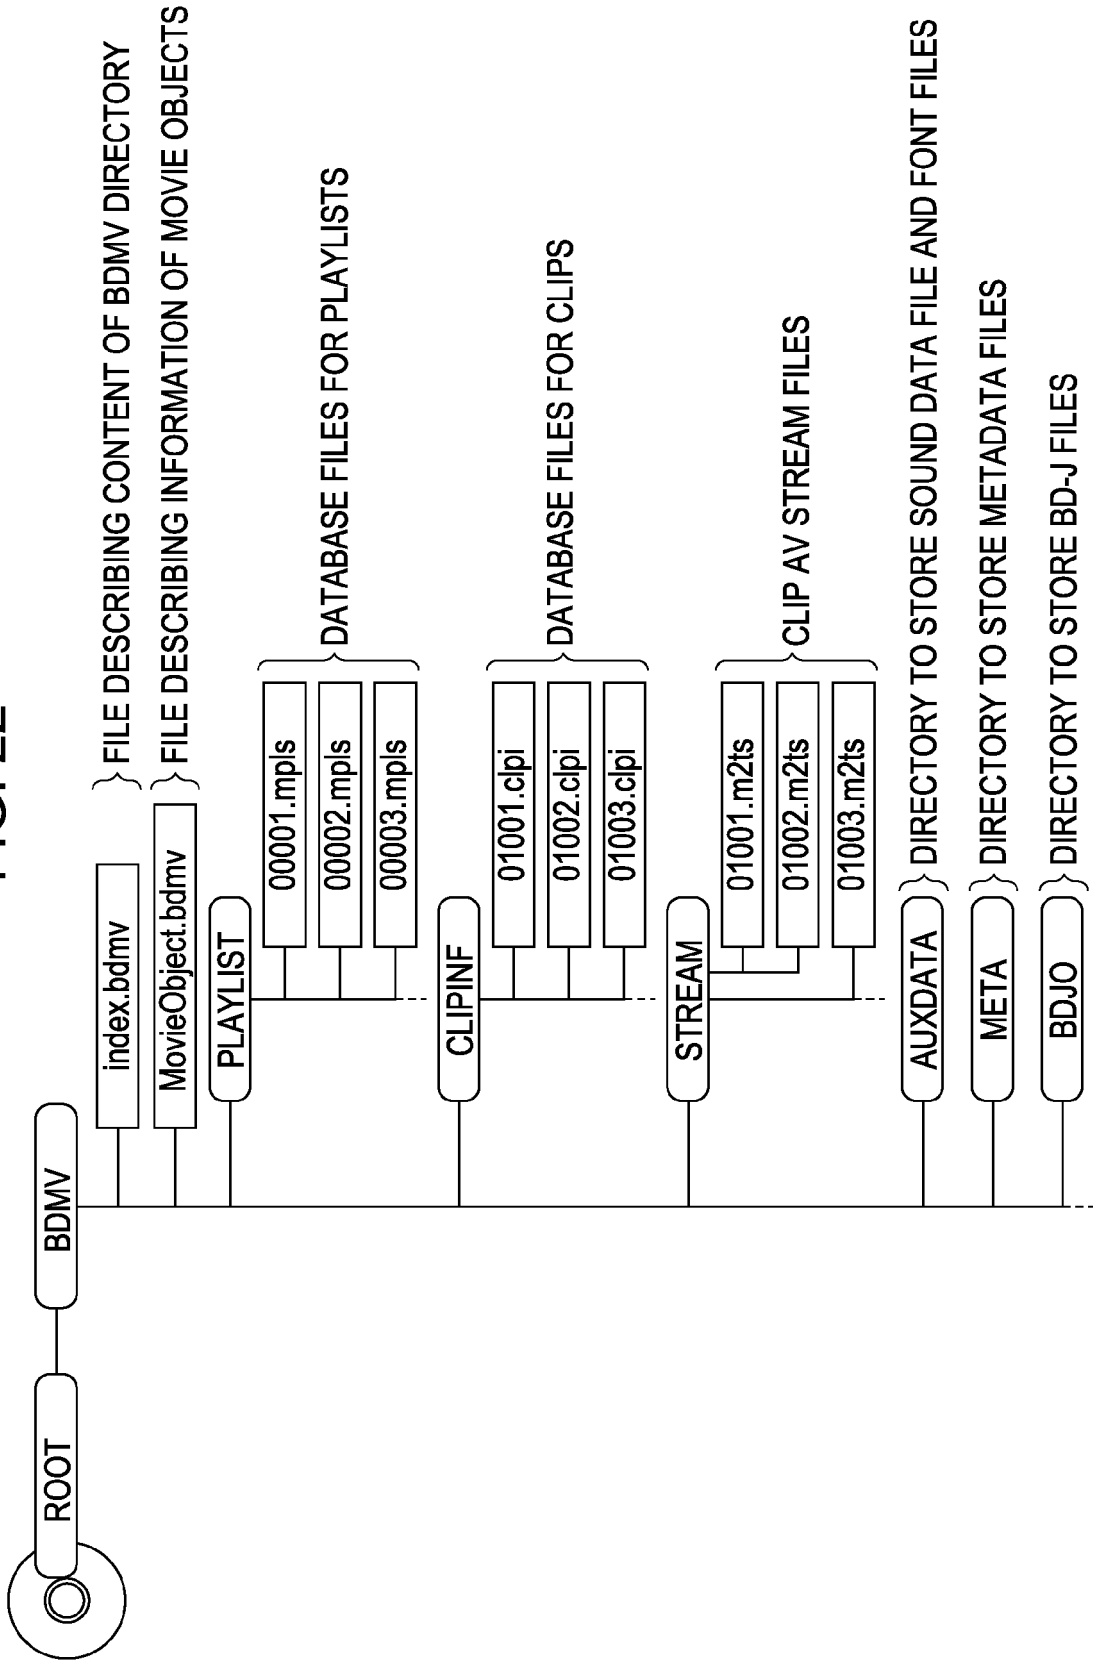 ROOT
BDMV
index.bdmv
FILE DESCRIBING CONTENT OF BDMV DIRECTORY
MovieObject.bdmv
FILE DESCRIBING INFORMATION OF MOVIE OBJECTS
PLAYLIST
00001.mpls
00002.mpls
00003.mpls
DATABASE FILES FOR PLAYLISTS
CLIPINF
01001.clpi
01002.clpi
01003.clpi
DATABASE FILES FOR CLIPS
STREAM
01001.m2ts
01002.m2ts
01003.m2ts
CLIP AV STREAM FILES
AUXDATA
DIRECTORY TO STORE SOUND DATA FILE AND FONT FILES
META
DIRECTORY TO STORE METADATA FILES
BDJO
DIRECTORY TO STORE BD-J FILES